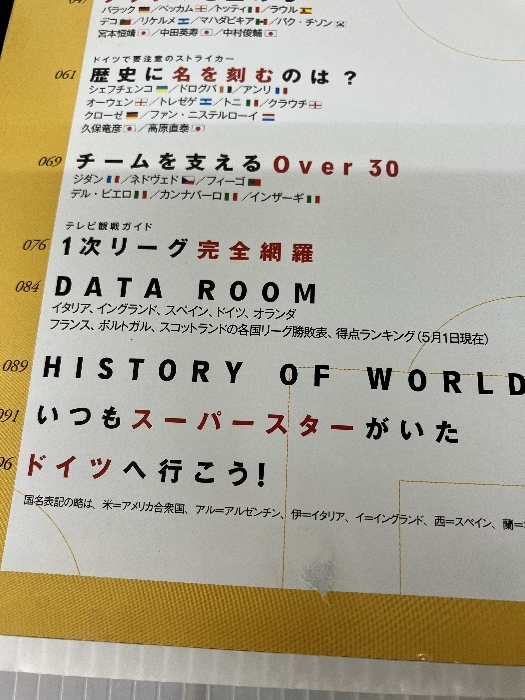 バラック/ベッカム/トッティ/ラウル
デコ/リケルメ/マハダビキア/パク・チソン
宮本恒靖/中田英寿/中村俊輔
ドイツで要注意のストライカー
061 歴史に名を刻むのは?
シェフチェンコ/ドログバ/アンリ
オーウェン/トレゼゲ/トニ/クラウチ
クローゼ/ファン・ニステルローイ
久保竜彦/高原直泰
069 チームを支えるOver 30
ジダン/ネドヴェド/フィーゴ
デル・ピエロ/カンナバーロ/インザーギ
テレビ観戦ガイド
076 1次リーグ完全網羅
084 DATA ROOM
イタリア、イングランド、スペイン、ドイツ、オランダ
フランス、ポルトガル、スコットランドの各国リーグ勝敗表、得点ランキング(5月1日現在)
089 HISTORY OF WORLD
091 いつもスーパースターがいた
96 ドイツへ行こう!
国名表記の略は、米=アメリカ合衆国、アル=アルゼンチン、伊=イタリア、イ=イングランド、西=スペイン、蘭=